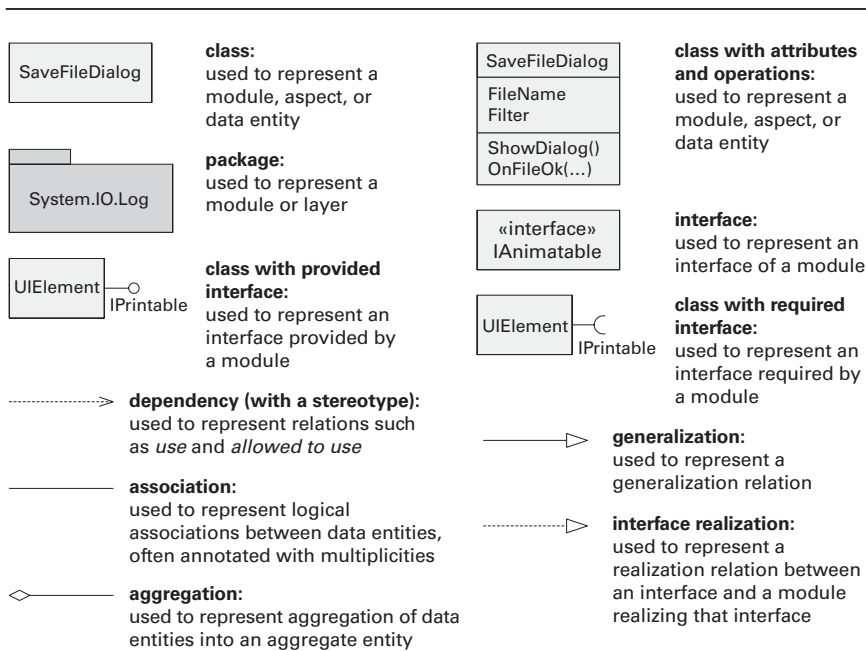 SaveFileDialog
class:
used to represent a
module, aspect, or
data entity
System.IO.Log
package:
used to represent a
module or layer
UIElement
IPrintable
class with provided
interface:
used to represent an
interface provided by
a module
dependency (with a stereotype):
used to represent relations such
as use and allowed to use
association:
used to represent logical
associations between data entities,
often annotated with multiplicities
aggregation:
used to represent aggregation of data
entities into an aggregate entity
SaveFileDialog
FileName
Filter
ShowDialog()
OnFileOk(...)
class with attributes
and operations:
used to represent a
module, aspect, or
data entity
«interface»
IAnimatable
interface:
used to represent an
interface of a module
UIElement
IPrintable
class with required
interface:
used to represent an
interface required by
a module
generalization:
used to represent a
generalization relation
interface realization:
used to represent a
realization relation between
an interface and a module
realizing that interface